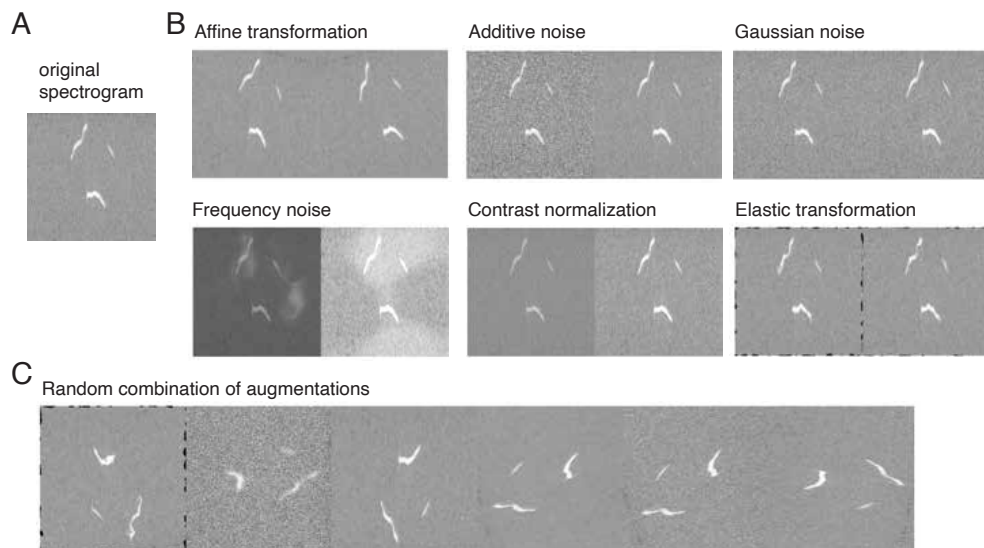 A
original
spectrogram
B
Affine transformation
Additive noise
Gaussian noise
Frequency noise
Contrast normalization
Elastic transformation
C
Random combination of augmentations